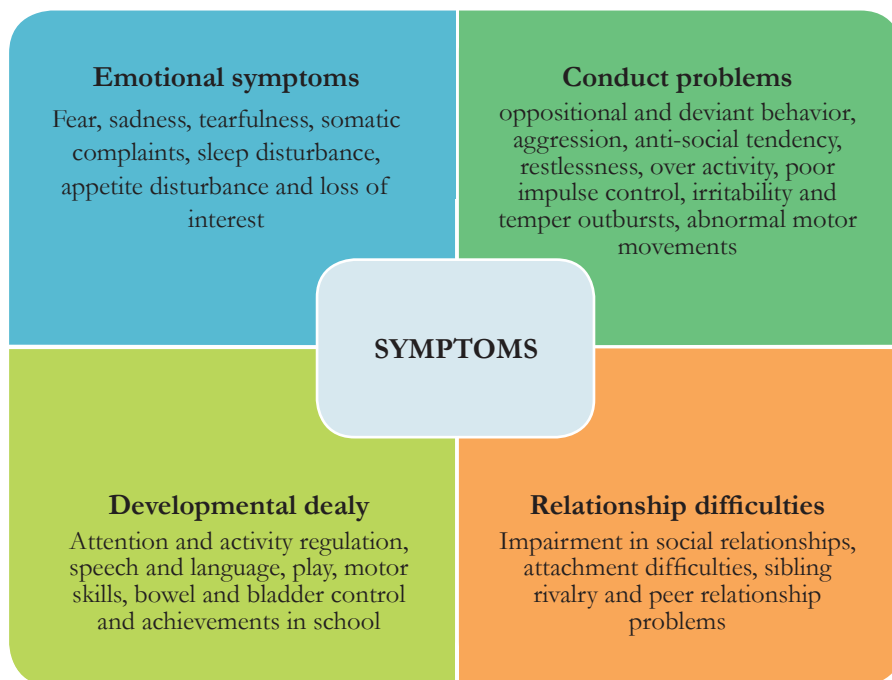 Emotional symptoms
Fear, sadness, tearfulness, somatic
complaints, sleep disturbance,
appetite disturbance and loss of
interest
Conduct problems
oppositional and deviant behavior,
aggression, anti-social tendency,
restlessness, over activity, poor
impulse control, irritability and
temper outbursts, abnormal motor
movements
SYMPTOMS
Developmental dealy
Attention and activity regulation,
speech and language, play, motor
skills, bowel and bladder control
and achievements in school
Relationship difficulties
Impairment in social relationships,
attachment difficulties, sibling
rivalry and peer relationship
problems